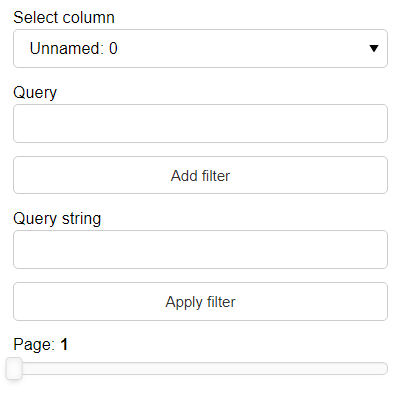 Select column
Unnamed: 0
Query
Add filter
Query string
Apply filter
Page: 1